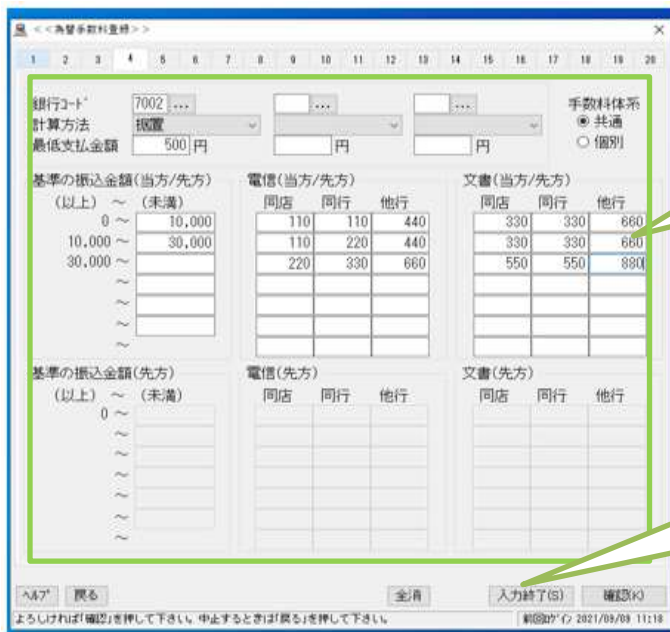 <<為替手数料登録>>
1 2 3 4 5 6 7 8 9 10 11 12 13 14 15 16 17 18 19 20
銀行ｺｰﾄﾞ 7002 ... ... ... 手数料体系
計算方法 据置 共通
最低支払金額 500 円 円 円 個別
基準の振込金額(当方/先方) 電信(当方/先方) 文書(当方/先方)
(以上) ～ (未満) 同店 同行 他行 同店 同行 他行
0 ～ 10,000 110 110 440 330 330 660
10,000 ～ 30,000 110 220 440 330 330 660
30,000 ～ 220 330 660 550 550 880
～
～
～
～
基準の振込金額(先方) 電信(先方) 文書(先方)
(以上) ～ (未満) 同店 同行 他行 同店 同行 他行
0 ～
～
～
～
～
～
～
ﾍﾙﾌﾟ 戻る 全消 入力終了(S) 確認(K)
よろしければ「確認」を押して下さい。中止するときは「戻る」を押して下さい。 前回ﾛｸﾞｲﾝ 2021/09/09 11:18